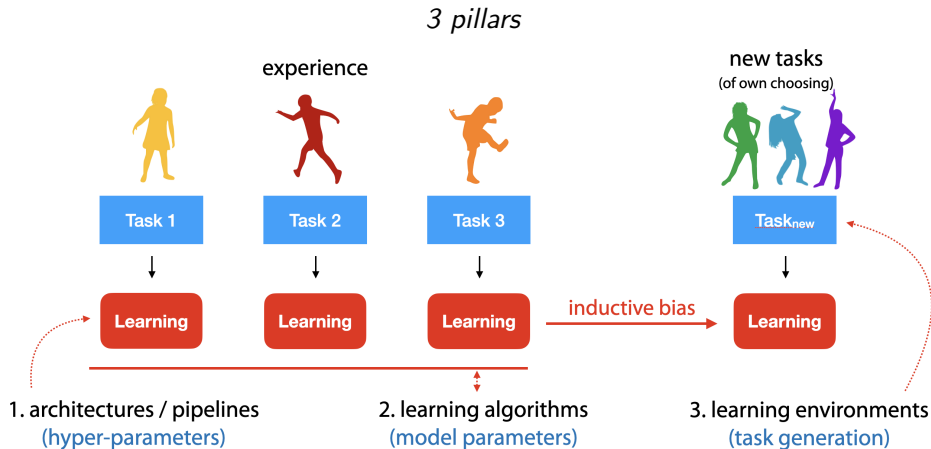 3 pillars
experience
new tasks
(of own choosing)
Task 1
Task 2
Task 3
Tasknew
Learning
Learning
Learning
inductive bias
Learning
1. architectures / pipelines
(hyper-parameters)
2. learning algorithms
(model parameters)
3. learning environments
(task generation)